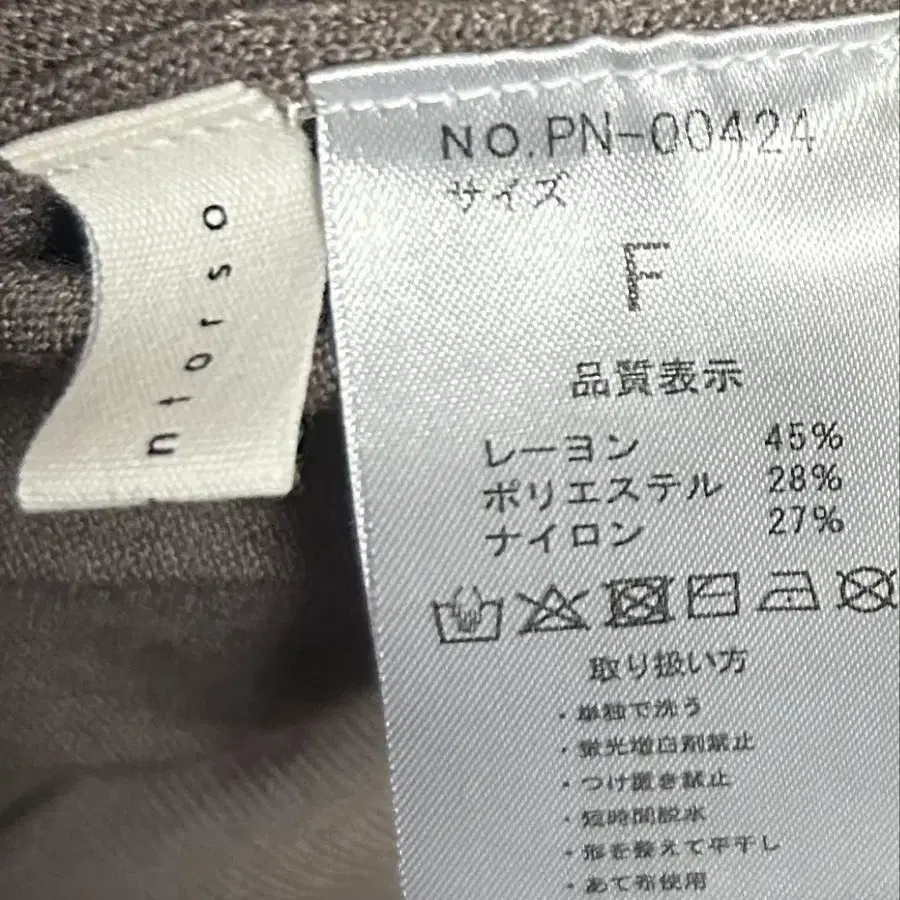 ntorso
NO.PN-00424
サイズ
F
品質表示
レーヨン 45%
ポリエステル 28%
ナイロン 27%
取り扱い方
・単独で洗う
・蛍光増白剤禁止
・つけ置き禁止
・短時間脱水
・形を整えて平干し
・あて布使用